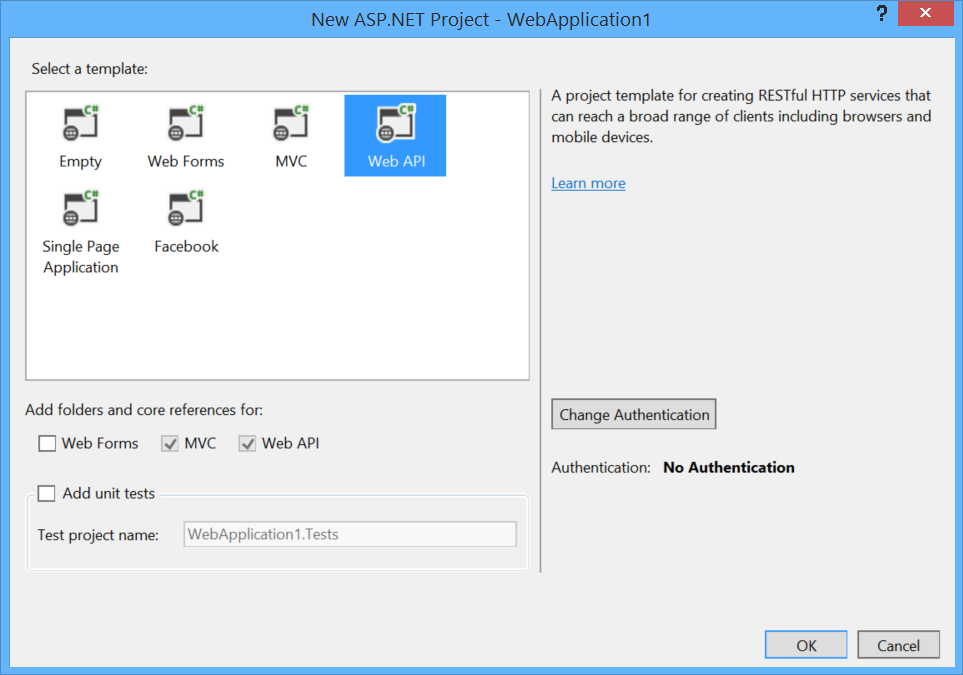 New ASP.NET Project - WebApplication1
?
Select a template:
C# C# C# C#
Empty Web Forms MVC Web API
C# C#
Single Page Facebook
Application
A project template for creating RESTful HTTP services that
can reach a broad range of clients including browsers and
mobile devices.
Learn more
Add folders and core references for:
Web Forms MVC Web API
Add unit tests
Test project name: WebApplication1.Tests
Change Authentication
Authentication: No Authentication
OK Cancel